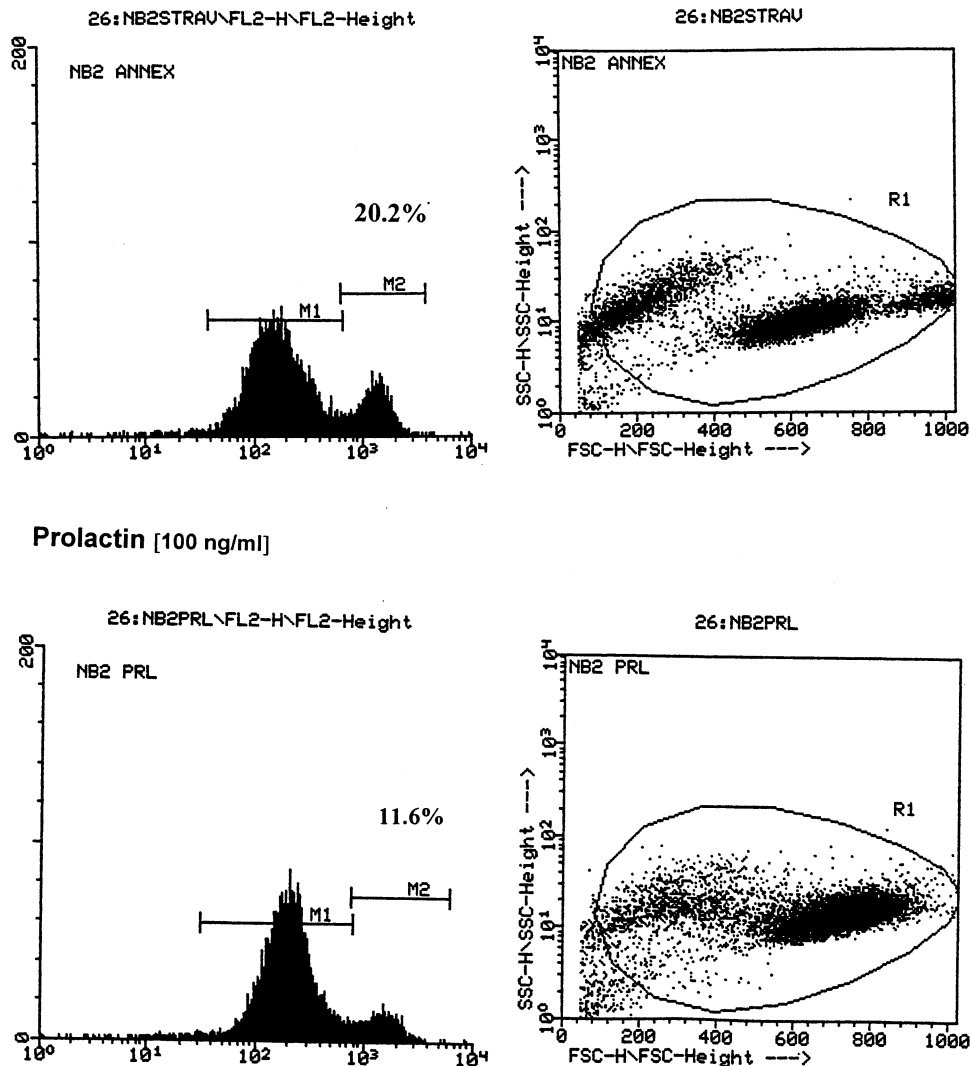 26:NB2STRAV\FL2-H\FL2-Height
200
NB2 ANNEX
20.2%
M1
M2
0
10⁰ 10¹ 10² 10³ 10⁴
26:NB2STRAV
NB2 ANNEX
R1
SSC-H\SSC-Height --->
10⁰ 10¹ 10² 10³ 10⁴
0 200 400 600 800 1000
FSC-H\FSC-Height --->
Prolactin [100 ng/ml]
26:NB2PRL\FL2-H\FL2-Height
200
NB2 PRL
11.6%
M1
M2
0
10⁰ 10¹ 10² 10³ 10⁴
26:NB2PRL
NB2 PRL
R1
SSC-H\SSC-Height --->
10⁰ 10¹ 10² 10³ 10⁴
0 200 400 600 800 1000
FSC-H\FSC-Height --->